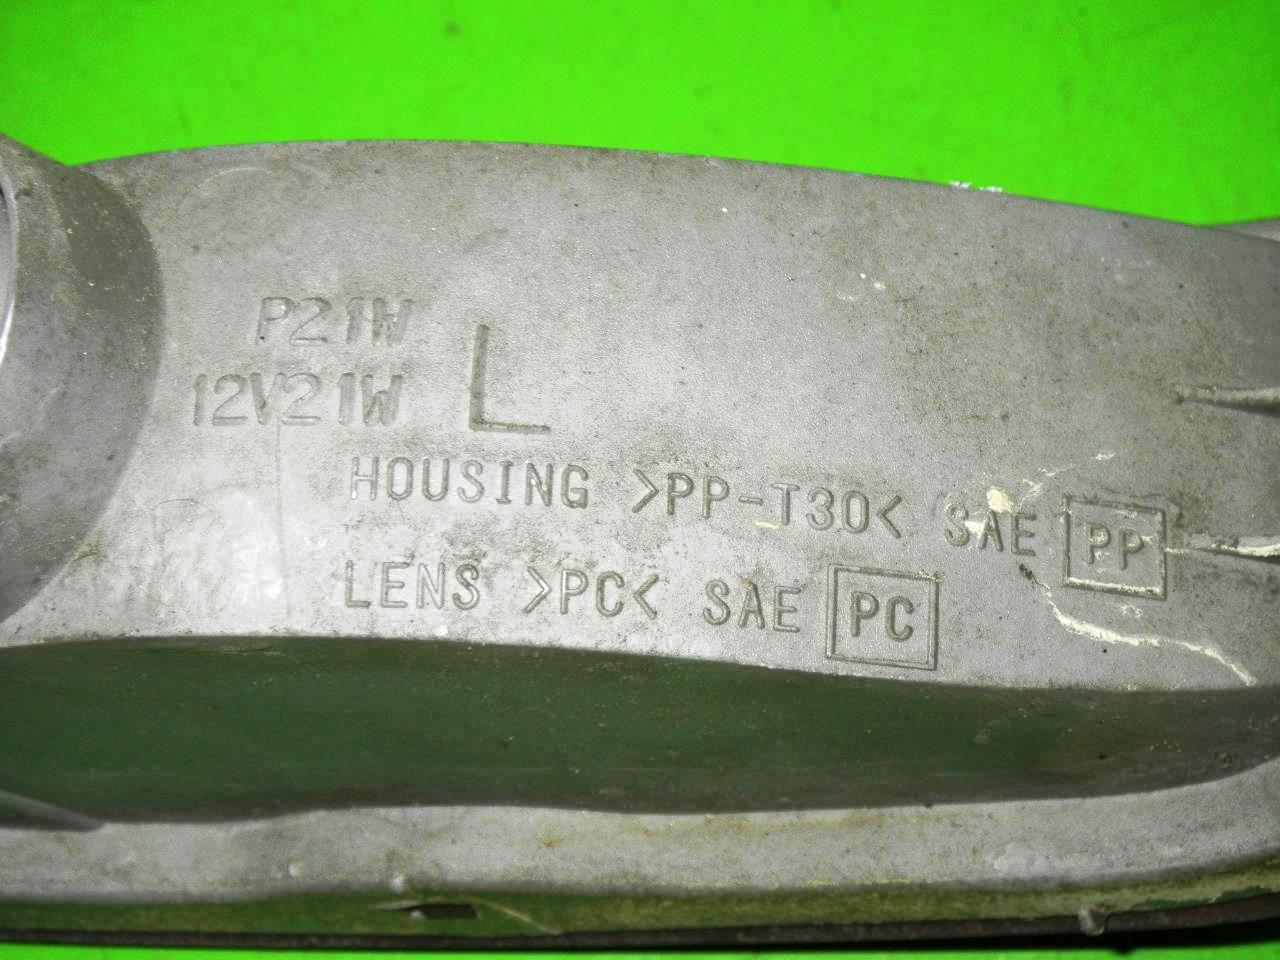 P21W
12V21W L
HOUSING >PP-T30< SAE PP
LENS >PC< SAE PC